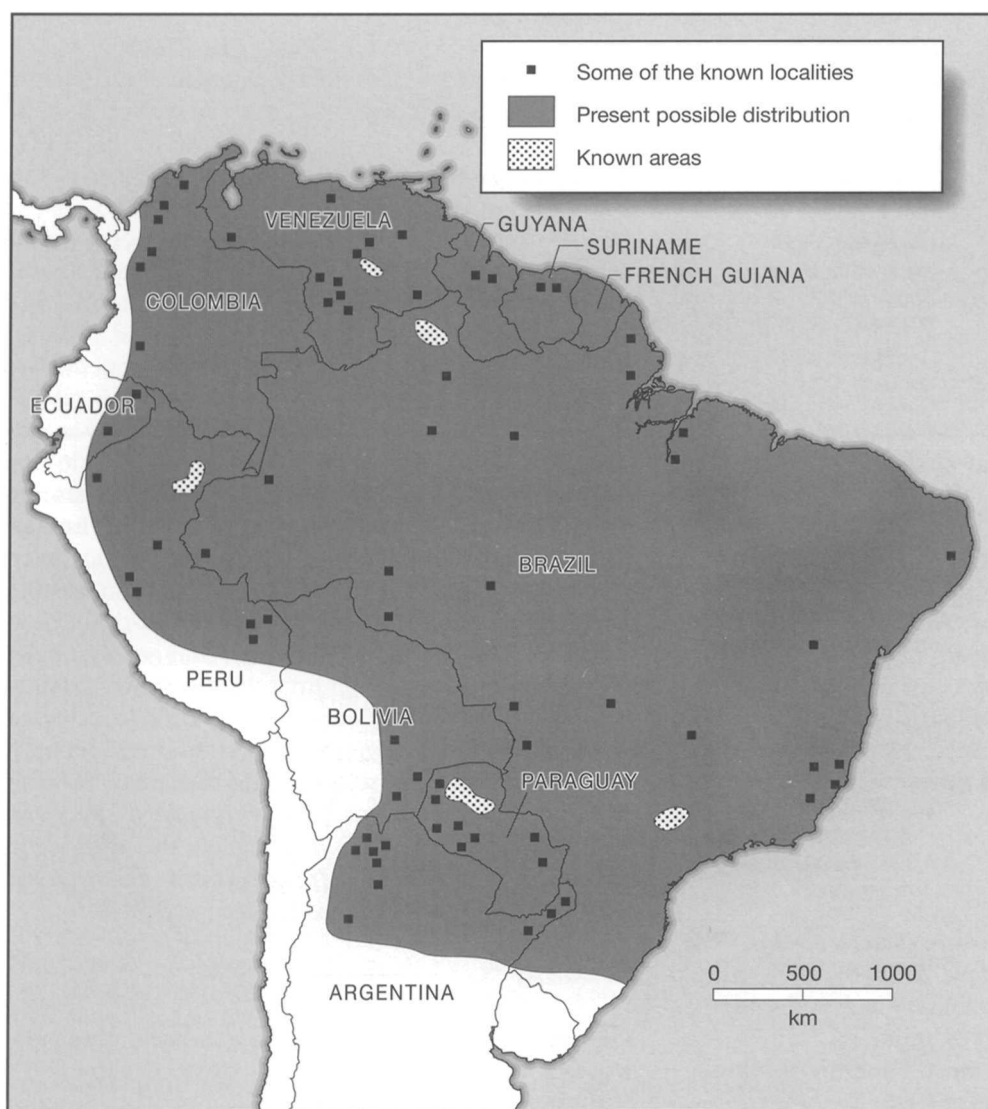 Some of the known localities
Present possible distribution
Known areas
VENEZUELA
GUYANA
SURINAME
FRENCH GUIANA
COLOMBIA
ECUADOR
BRAZIL
PERU
BOLIVIA
PARAGUAY
ARGENTINA
0 500 1000
km